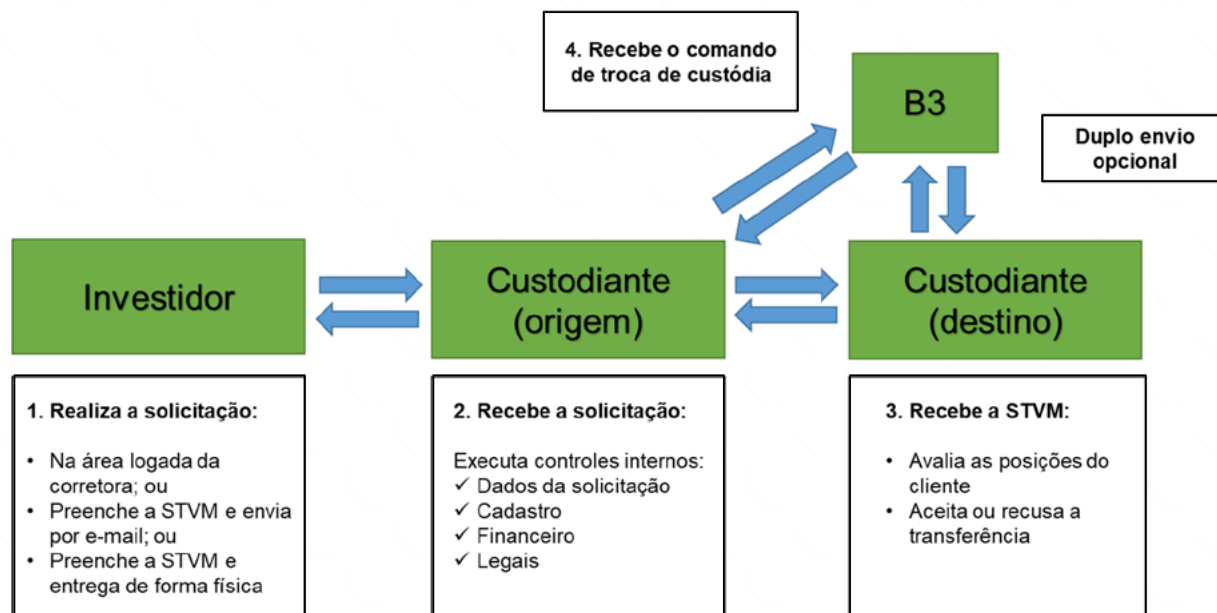 4. Recebe o comando
de troca de custódia
B3
Duplo envio
opcional
Investidor
Custodiante
(origem)
Custodiante
(destino)
1. Realiza a solicitação:
• Na área logada da
corretora; ou
• Preenche a STVM e envia
por e-mail; ou
• Preenche a STVM e
entrega de forma física
2. Recebe a solicitação:
Executa controles internos:
✓ Dados da solicitação
✓ Cadastro
✓ Financeiro
✓ Legais
3. Recebe a STVM:
• Avalia as posições do
cliente
• Aceita ou recusa a
transferência